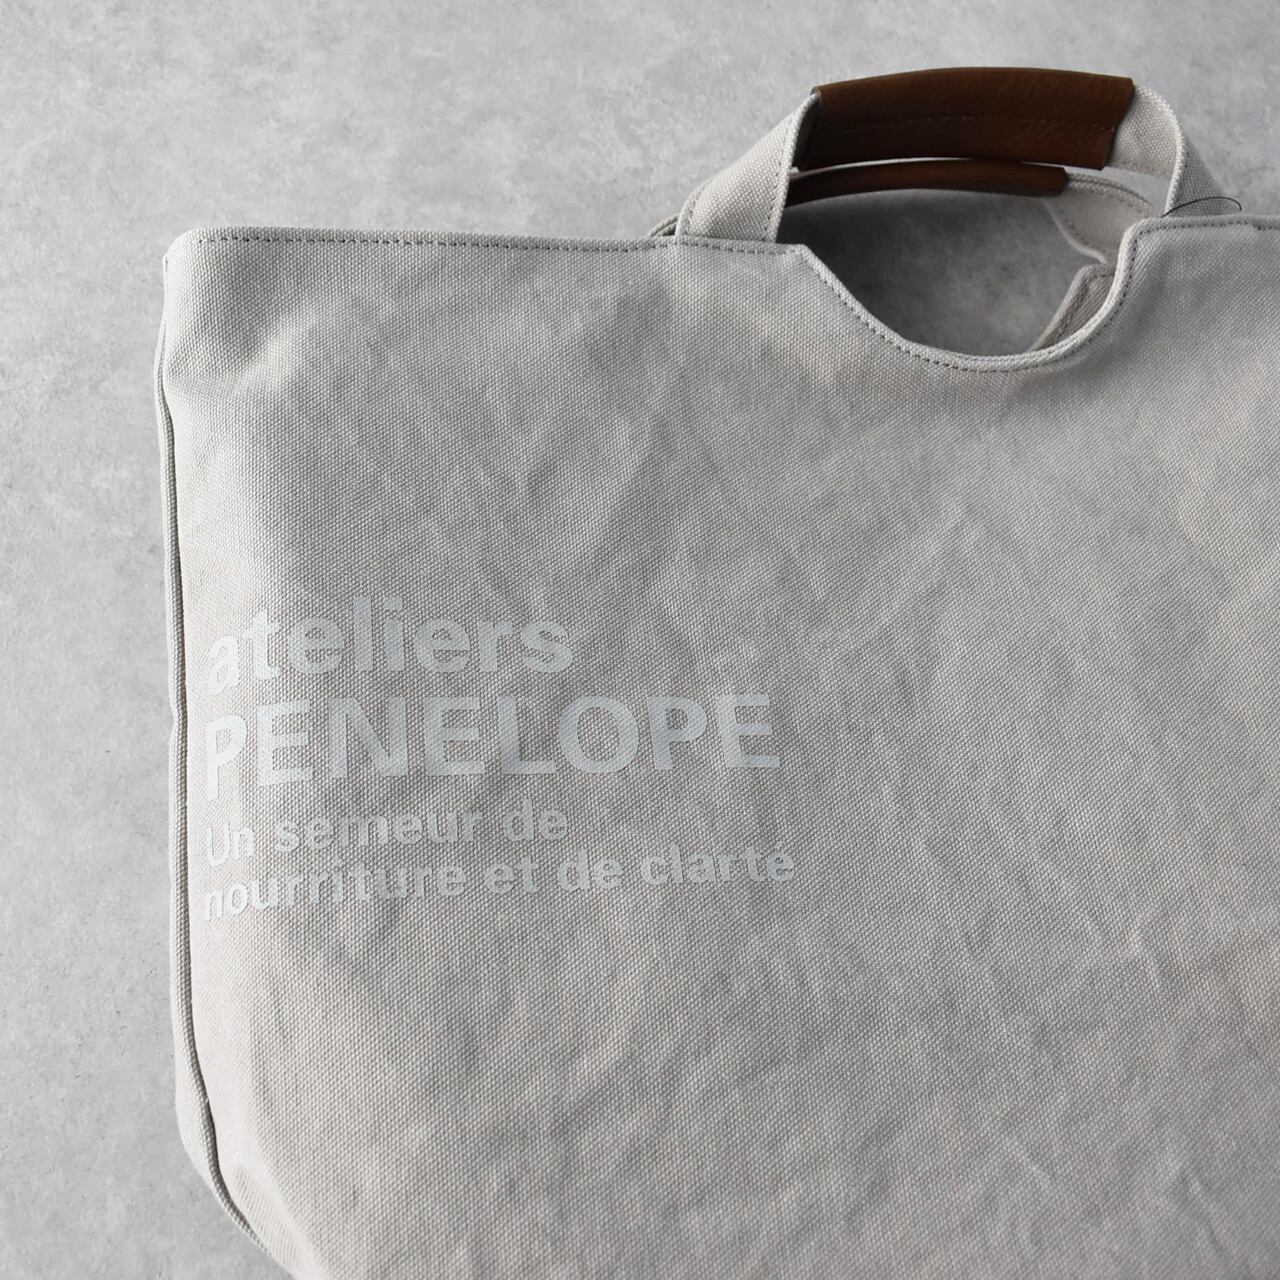 ateliers
PENELOPE
Un semeur de
nourriture et de clarté